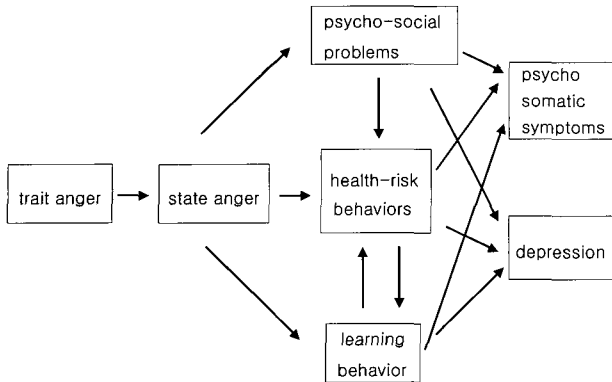 psycho-social
problems
psycho
somatic
symptoms
trait anger
state anger
health-risk
behaviors
depression
learning
behavior